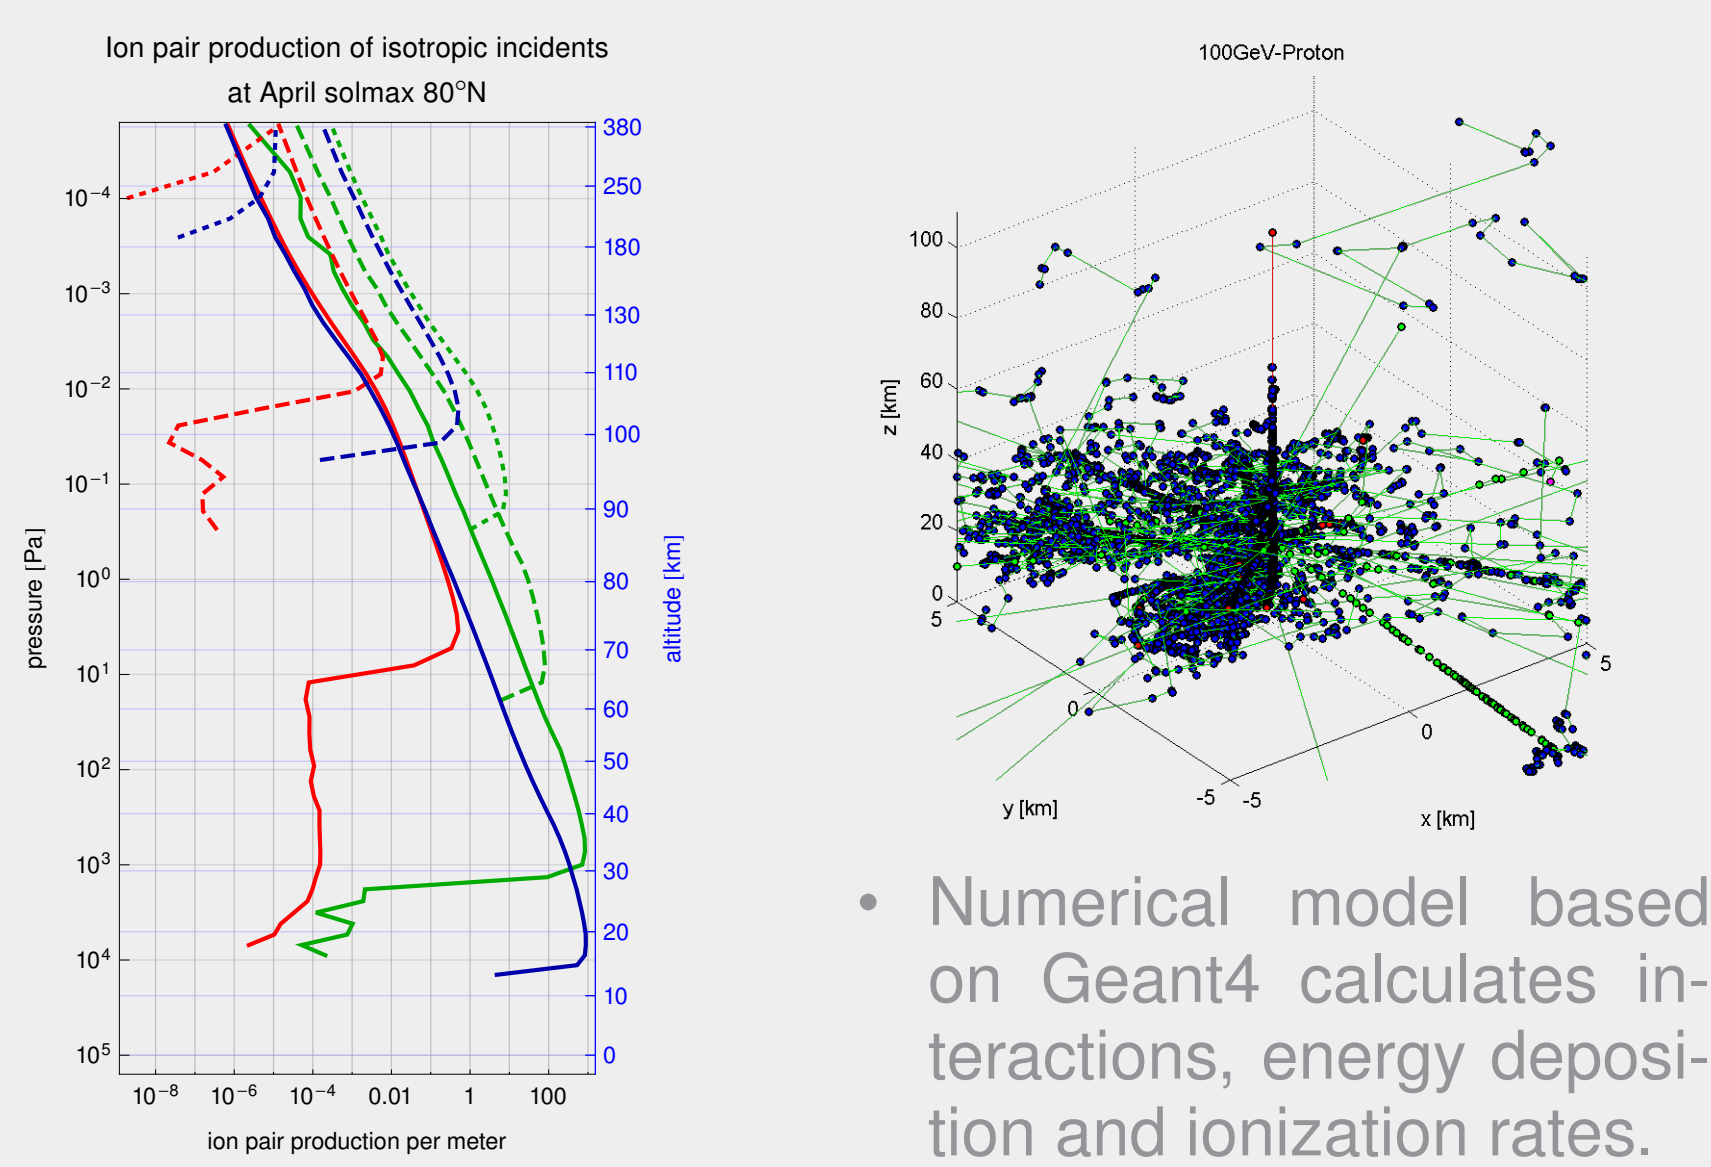 Ion pair production of isotropic incidents
at April solmax 80°N
380
250
180
130
110
100
90
80
70
60
50
40
30
20
10
0
altitude [km]
10⁻⁴
10⁻³
10⁻²
10⁻¹
10⁰
10¹
10²
10³
10⁴
10⁵
pressure [Pa]
10⁻⁸ 10⁻⁶ 10⁻⁴ 0.01 1 100
ion pair production per meter
100GeV-Proton
100
80
60
40
20
0
z [km]
5
0
-5
y [km]
-5
0
5
x [km]
• Numerical model based
on Geant4 calculates in-
teractions, energy deposi-
tion and ionization rates.